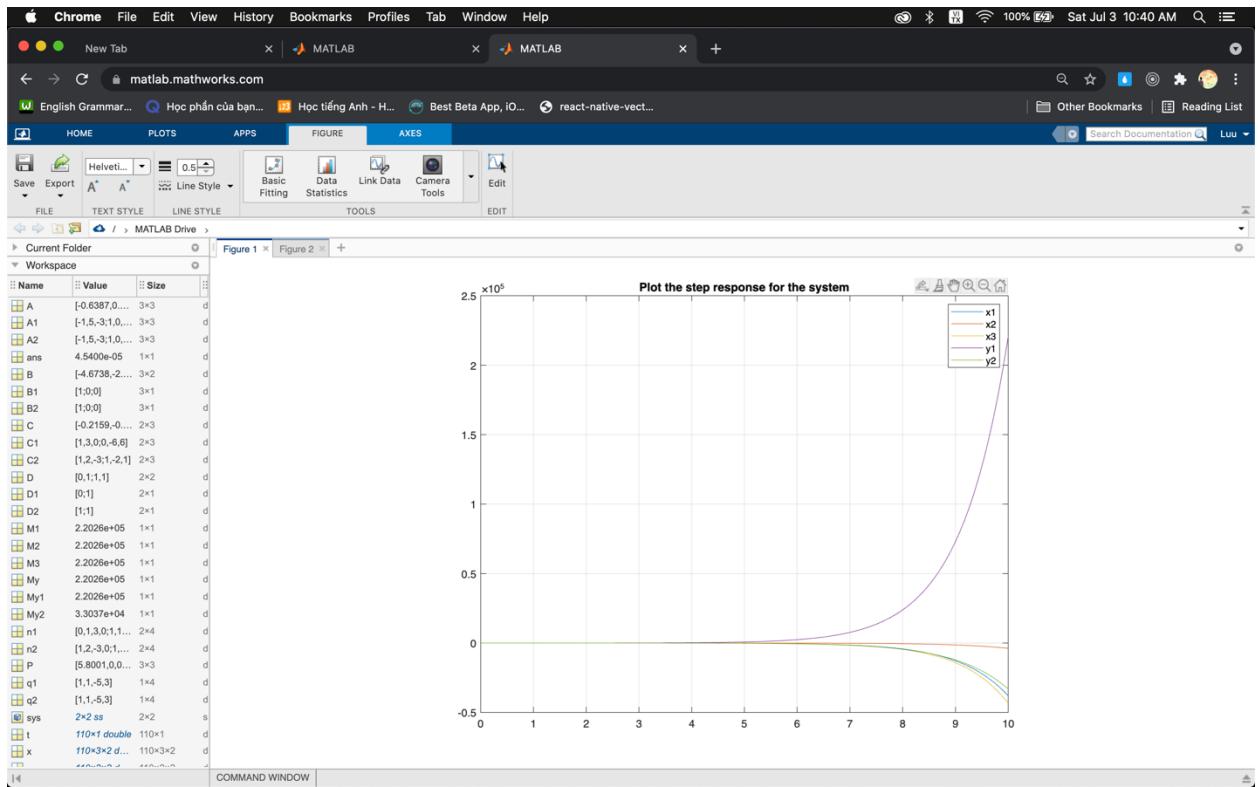 Chrome File Edit View History Bookmarks Profiles Tab Window Help VI TX 100% Sat Jul 3 10:40 AM
New Tab MATLAB MATLAB
matlab.mathworks.com
English Grammar... Học phần của bạn... Học tiếng Anh - H... Best Beta App, iO... react-native-vect... Other Bookmarks Reading List
HOME PLOTS APPS FIGURE AXES Search Documentation Luu
Save Export Helveti... A A 0.5 Line Style Basic Fitting Data Statistics Link Data Camera Tools Edit
FILE TEXT STYLE LINE STYLE TOOLS EDIT
/ › MATLAB Drive ›
Current Folder
Workspace
Figure 1 × Figure 2 × +
Name Value Size
A [-0.6387,0.... 3×3 d
A1 [-1,5,-3;1,0,... 3×3 d
A2 [-1,5,-3;1,0,... 3×3 d
ans 4.5400e-05 1×1 d
B [-4.6738,-2.... 3×2 d
B1 [1;0;0] 3×1 d
B2 [1;0;0] 3×1 d
C [-0.2159,-0.... 2×3 d
C1 [1,3,0;0,-6,6] 2×3 d
C2 [1,2,-3;1,-2,1] 2×3 d
D [0,1;1,1] 2×2 d
D1 [0;1] 2×1 d
D2 [1;1] 2×1 d
M1 2.2026e+05 1×1 d
M2 2.2026e+05 1×1 d
M3 2.2026e+05 1×1 d
My 2.2026e+05 1×1 d
My1 2.2026e+05 1×1 d
My2 3.3037e+04 1×1 d
n1 [0,1,3,0;1,1... 2×4 d
n2 [1,2,-3,0;1,... 2×4 d
P [5.8001,0,0... 3×3 d
q1 [1,1,-5,3] 1×4 d
q2 [1,1,-5,3] 1×4 d
sys 2×2 ss 2×2 s
t 110×1 double 110×1 d
x 110×3×2 d... 110×3×2 d
Plot the step response for the system
×10⁵
2.5
2
1.5
1
0.5
0
-0.5
0 1 2 3 4 5 6 7 8 9 10
x1
x2
x3
y1
y2
COMMAND WINDOW